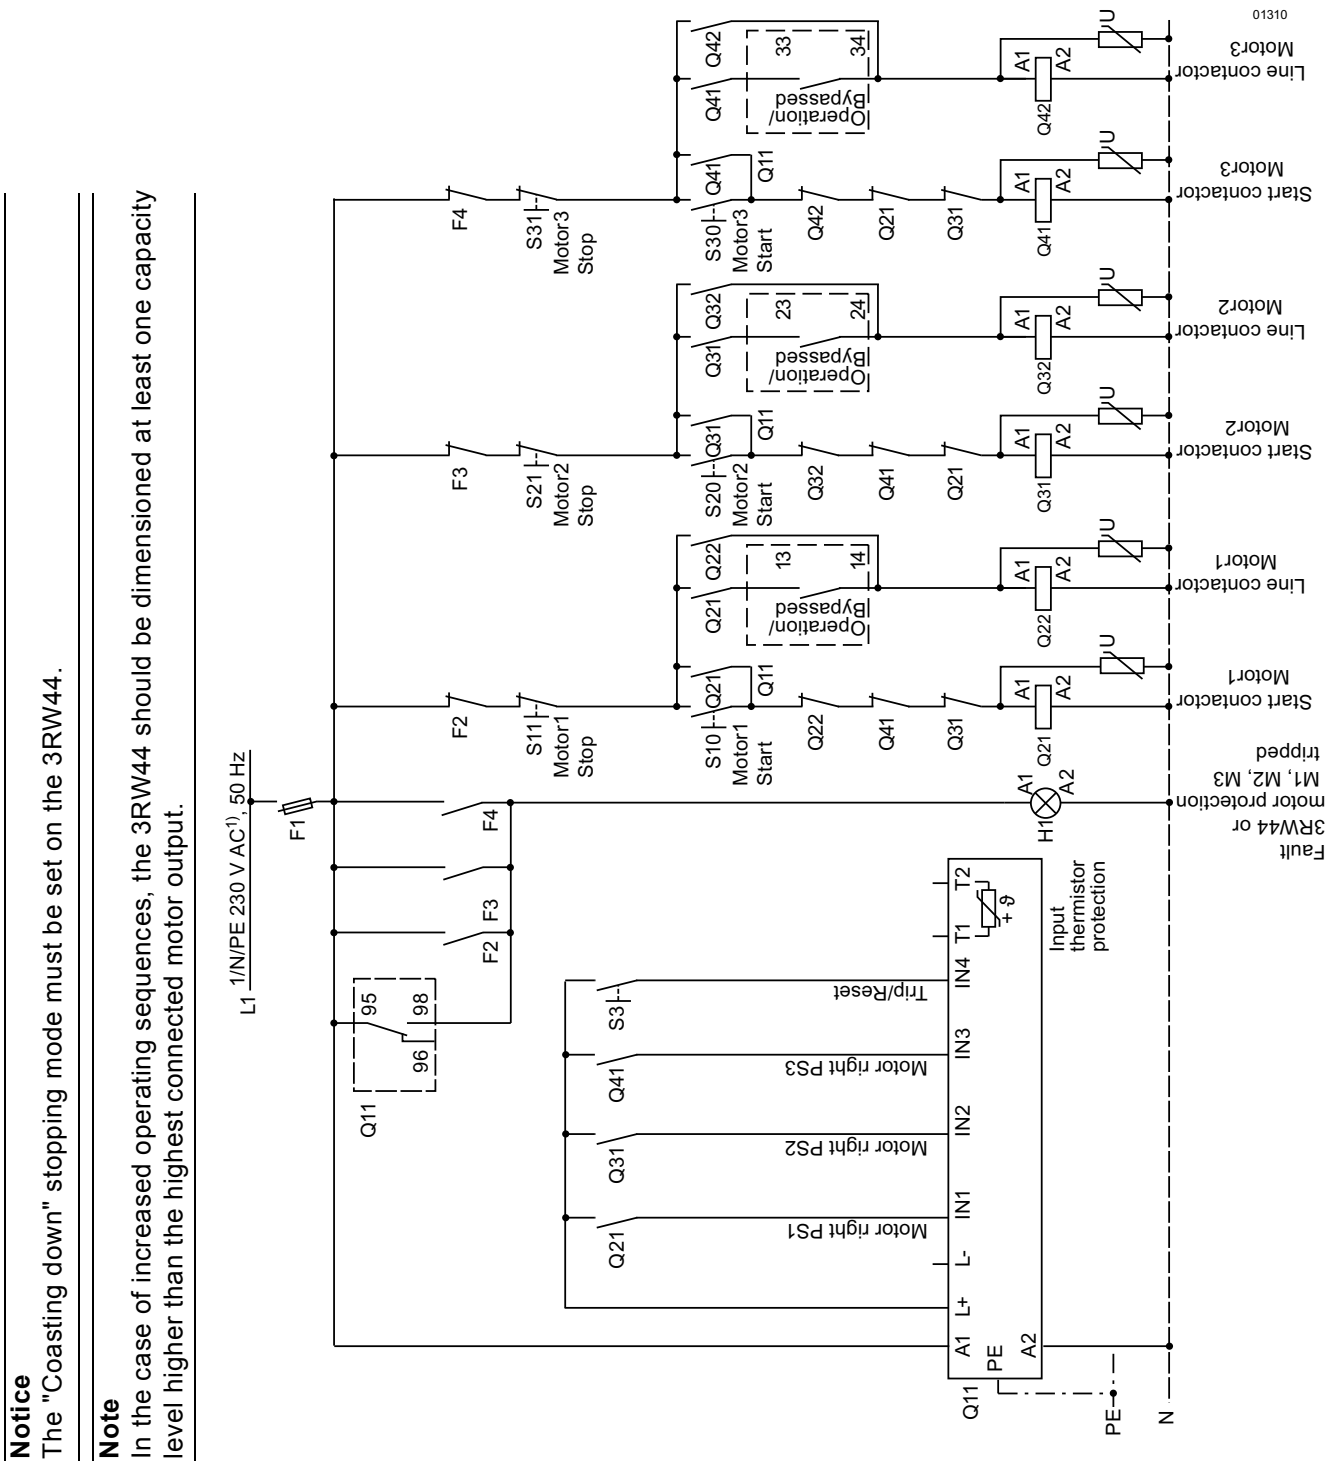 Notice
The "Coasting down" stopping mode must be set on the 3RW44.
Note
In the case of increased operating sequences, the 3RW44 should be dimensioned at least one capacity
level higher than the highest connected motor output.
L1 1/N/PE 230 V AC1), 50 Hz
F1
Q11
95
96
98
F2
F3
F4
F2
S11
Motor1
Stop
F3
S21
Motor2
Stop
F4
S31
Motor3
Stop
Q21
Q31
Q41
S3
Motor right PS1
Motor right PS2
Motor right PS3
Trip/Reset
S10
Motor1
Start
Q21
Q11
Q21
Q22
Operation/
Bypassed
13
14
S20
Motor2
Start
Q31
Q11
Q31
Q32
Operation/
Bypassed
23
24
S30
Motor3
Start
Q41
Q11
Q41
Q42
Operation/
Bypassed
33
34
Q22
Q41
Q31
Q32
Q41
Q21
Q42
Q21
Q31
Q11
A1
L+
L-
IN1
IN2
IN3
IN4
T1
T2
PE
A2
+ ϑ
Input
thermistor
protection
H1
A1
A2
Q21
A1
A2
U
Q22
A1
A2
U
Q31
A1
A2
U
Q32
A1
A2
U
Q41
A1
A2
U
Q42
A1
A2
U
PE
N
Fault
3RW44 or
motor protection
M1, M2, M3
tripped
Start contactor
Motor1
Line contactor
Motor1
Start contactor
Motor2
Line contactor
Motor2
Start contactor
Motor3
Line contactor
Motor3
01310